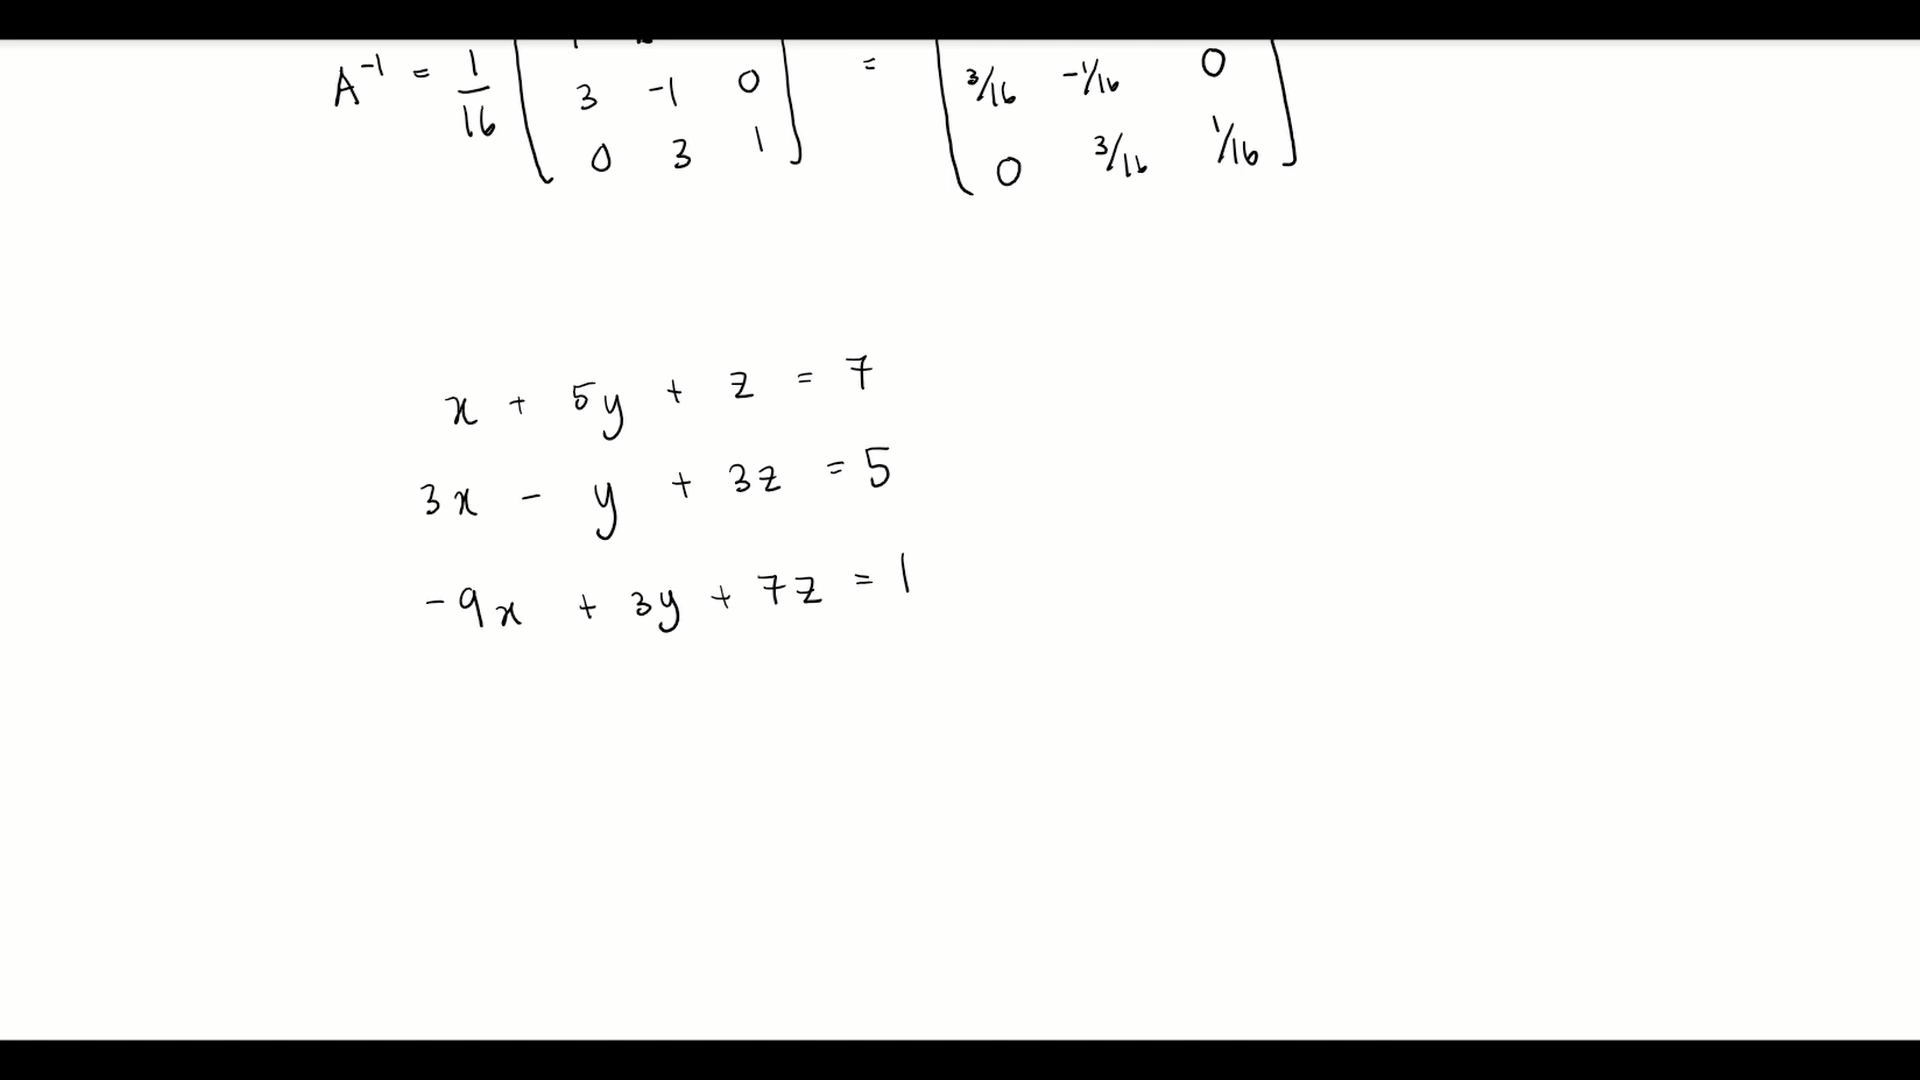 A⁻¹ = 1/16 [ 3 -1 0 = [ 3/16 -1/16 0
0 3 1 ] 0 3/16 1/16 ]
x + 5y + z = 7
3x - y + 3z = 5
-9x + 3y + 7z = 1